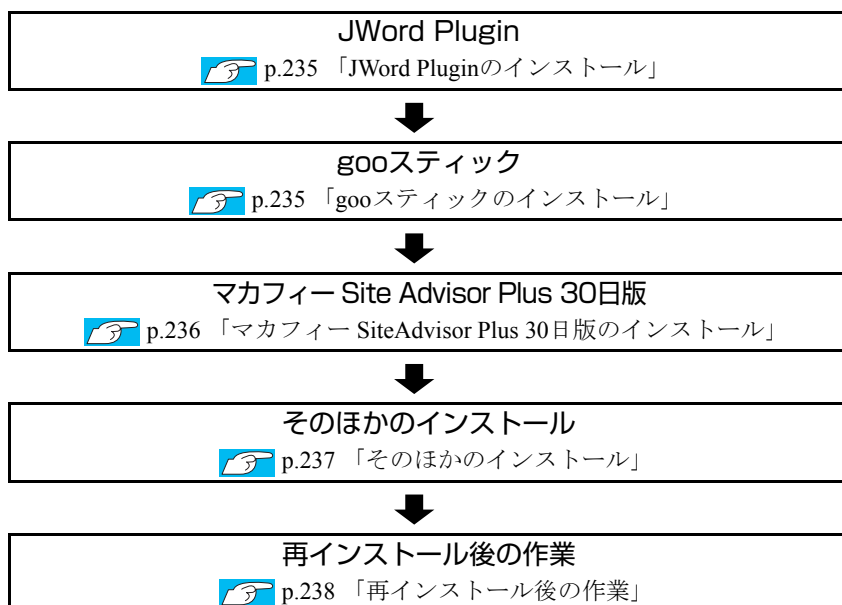 JWord Plugin
p.235 「JWord Pluginのインストール」
gooスティック
p.235 「gooスティックのインストール」
マカフィー Site Advisor Plus 30日版
p.236 「マカフィー SiteAdvisor Plus 30日版のインストール」
そのほかのインストール
p.237 「そのほかのインストール」
再インストール後の作業
p.238 「再インストール後の作業」